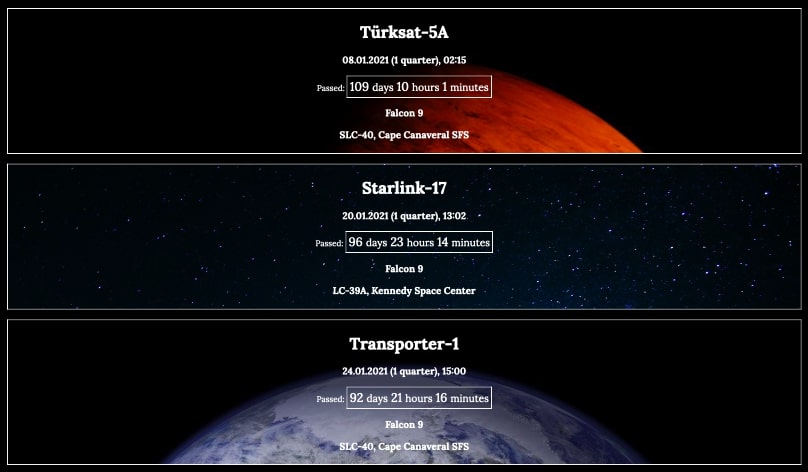 Türksat-5A
08.01.2021 (1 quarter), 02:15
Passed: 109 days 10 hours 1 minutes
Falcon 9
SLC-40, Cape Canaveral SFS
Starlink-17
20.01.2021 (1 quarter), 13:02
Passed: 96 days 23 hours 14 minutes
Falcon 9
LC-39A, Kennedy Space Center
Transporter-1
24.01.2021 (1 quarter), 15:00
Passed: 92 days 21 hours 16 minutes
Falcon 9
SLC-40, Cape Canaveral SFS